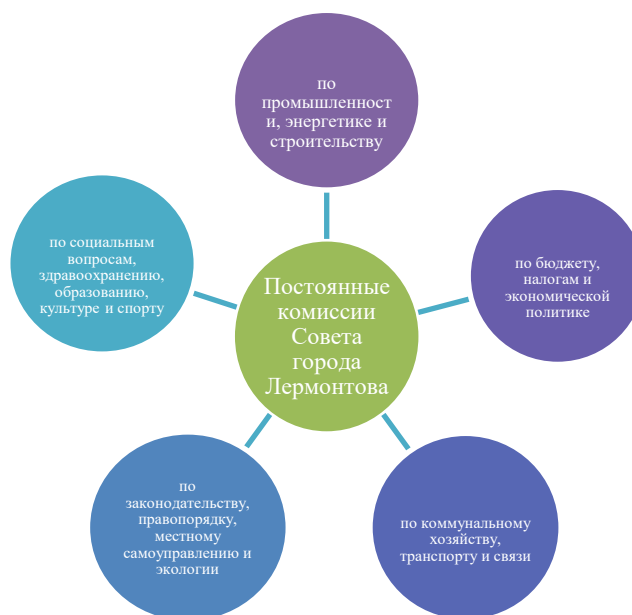 по
промышленност
и, энергетике и
строительству
по социальным
вопросам,
здравоохранению,
образованию,
культуре и спорту
по бюджету,
налогам и
экономической
политике
Постоянные
комиссии
Совета
города
Лермонтова
по
законодательству,
правопорядку,
местному
самоуправлению и
экологии
по коммунальному
хозяйству,
транспорту и связи